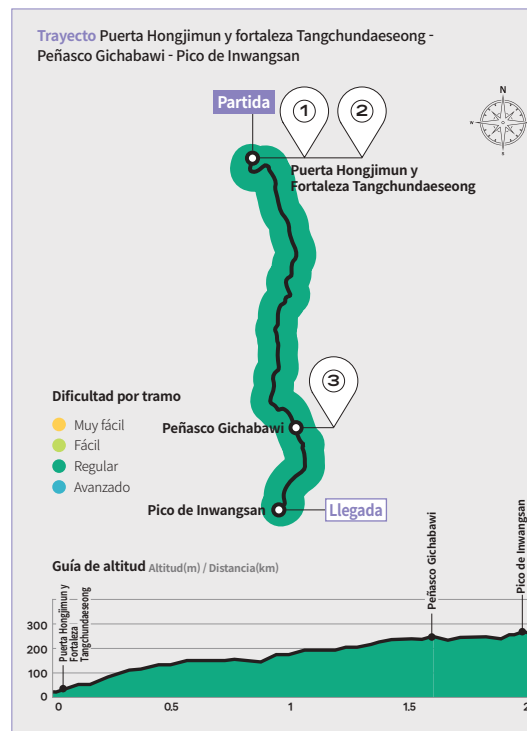 Trayecto Puerta Hongjimun y fortaleza Tangchundaeseong -
Peñasco Gichabawi - Pico de Inwangsan
Partida
1
2
N
W
E
S
Puerta Hongjimun y
Fortaleza Tangchundaeseong
3
Dificultad por tramo
Muy fácil
Fácil
Regular
Avanzado
Peñasco Gichabawi
Pico de Inwangsan
Llegada
Guía de altitud Altitud(m) / Distancia(km)
Puerta Hongjimun y
Fortaleza
Tangchundaeseong
Peñasco Gichabawi
Pico de Inwangsan
300
200
100
0
0
0.5
1
1.5
2